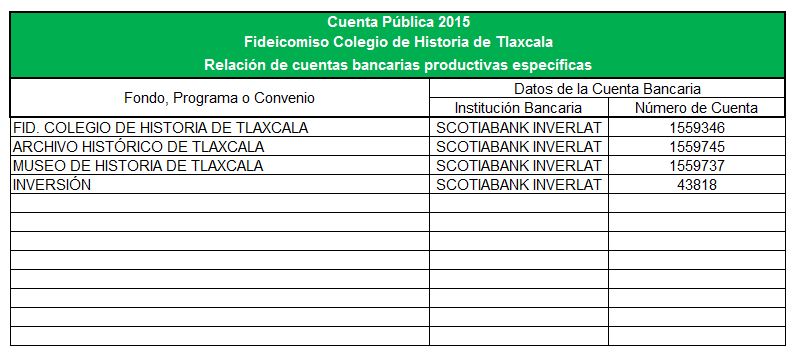 Cuenta Pública 2015
Fideicomiso Colegio de Historia de Tlaxcala
Relación de cuentas bancarias productivas específicas
Fondo, Programa o Convenio
Datos de la Cuenta Bancaria
Institución Bancaria Número de Cuenta
FID. COLEGIO DE HISTORIA DE TLAXCALA SCOTIABANK INVERLAT 1559346
ARCHIVO HISTÓRICO DE TLAXCALA SCOTIABANK INVERLAT 1559745
MUSEO DE HISTORIA DE TLAXCALA SCOTIABANK INVERLAT 1559737
INVERSIÓN SCOTIABANK INVERLAT 43818